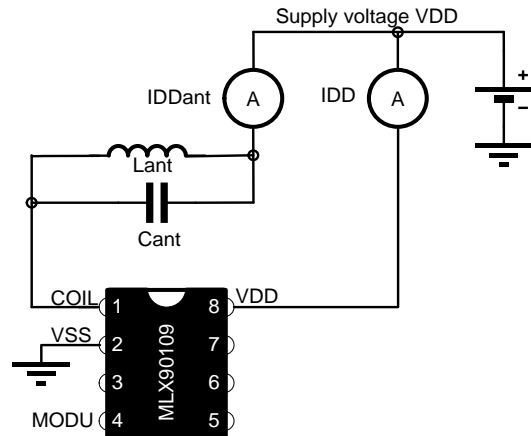 Supply voltage VDD
IDDant A IDD A + −
Lant
Cant
COIL 1 8 VDD
VSS 2 7
3 6
MODU 4 5
MLX90109